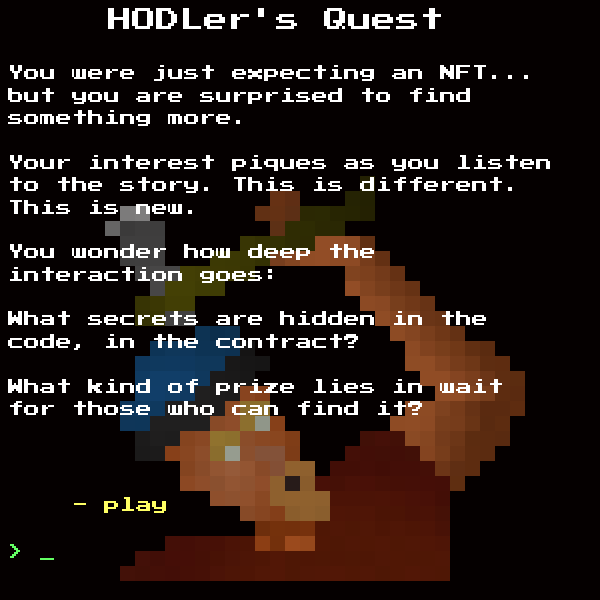 HODLer's Quest
You were just expecting an NFT...
but you are surprised to find
something more.
Your interest piques as you listen
to the story. This is different.
This is new.
You wonder how deep the
interaction goes:
What secrets are hidden in the
code, in the contract?
What kind of prize lies in wait
for those who can find it?
- play
> _